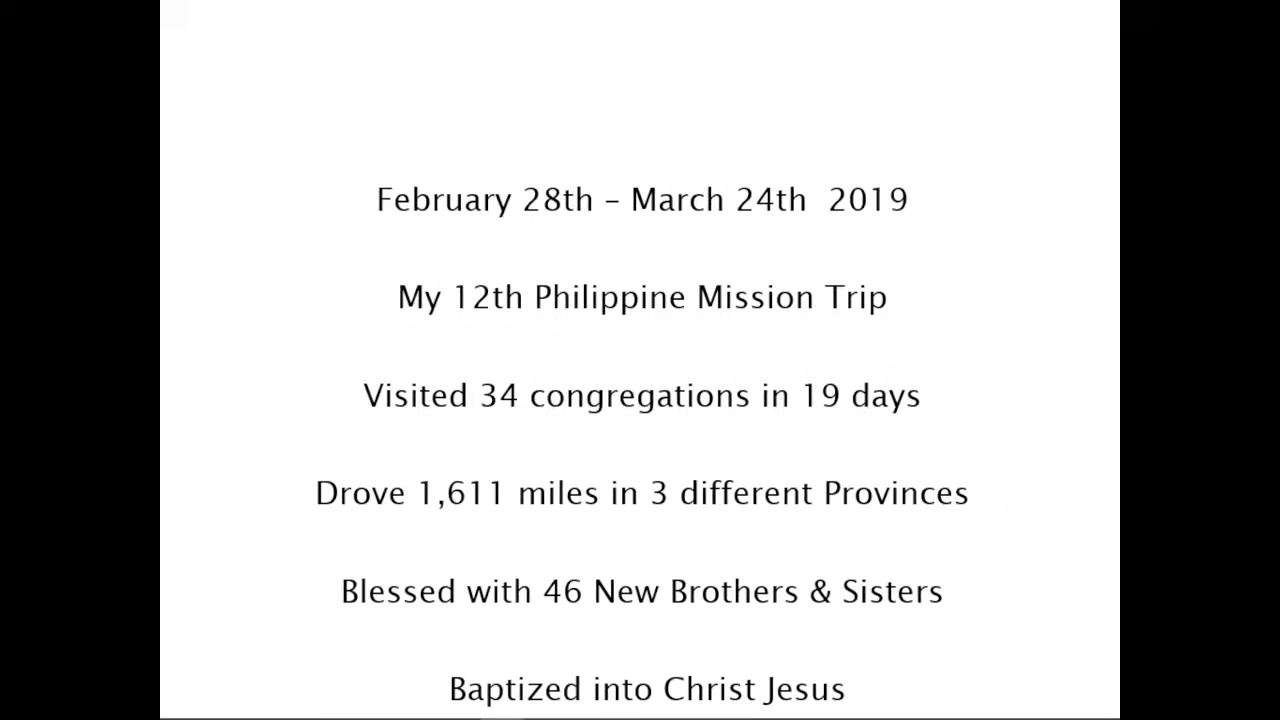 February 28th – March 24th  2019
My 12th Philippine Mission Trip
Visited 34 congregations in 19 days
Drove 1,611 miles in 3 different Provinces
Blessed with 46 New Brothers & Sisters
Baptized into Christ Jesus